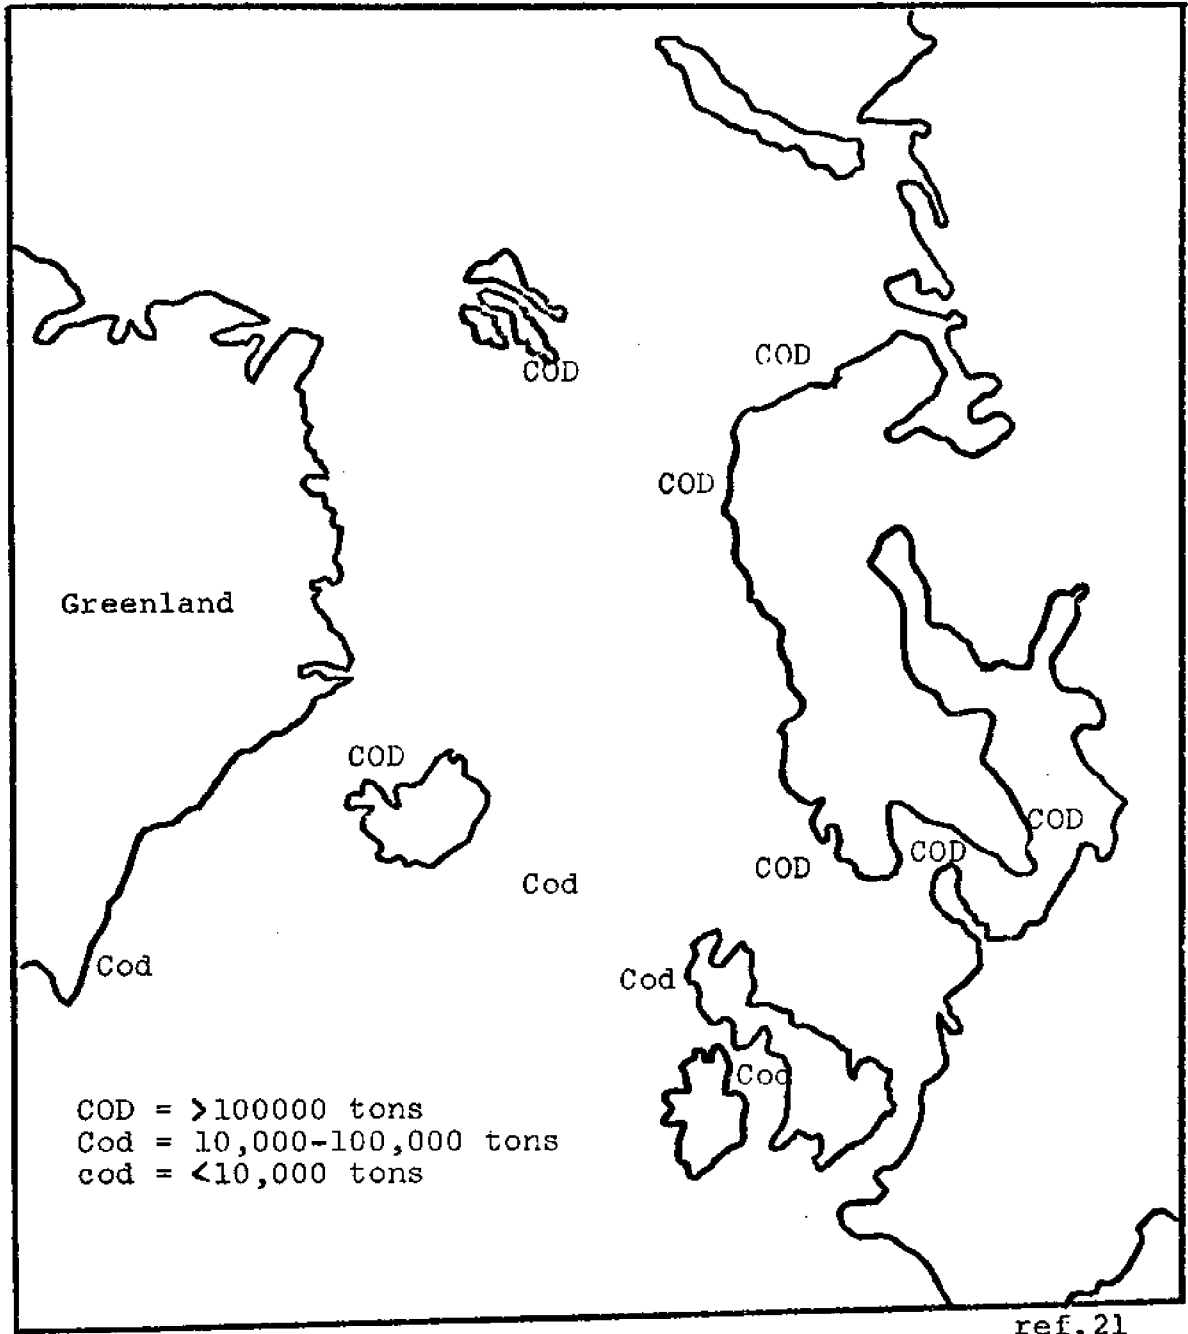 COD
COD
COD
Greenland
COD
COD
COD
COD
Cod
Cod
Cod
COD = >100000 tons
Cod = 10,000-100,000 tons
cod = <10,000 tons
ref.21